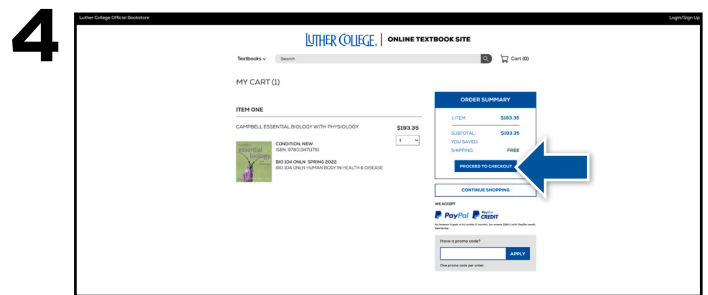 4
Luther College Official Bookstore
Login/Sign Up
LUTHER COLLEGE. ONLINE TEXTBOOK SITE
Textbooks Search Cart (0)
MY CART (1)
ITEM ONE
CAMPBELL ESSENTIAL BIOLOGY WITH PHYSIOLOGY $193.35
1
essential biology
CONDITION: NEW
ISBN: 9780134711751
BIO 104 ONLN SPRING 2022
BIO 104 ONLN HUMAN BODY IN HEALTH & DISEASE
ORDER SUMMARY
1 ITEM $193.35
SUBTOTAL: $193.35
YOU SAVED:
SHIPPING: FREE
PROCEED TO CHECKOUT
CONTINUE SHOPPING
WE ACCEPT
PayPal PayPal CREDIT
Have a promo code?
APPLY
One promo code per order.